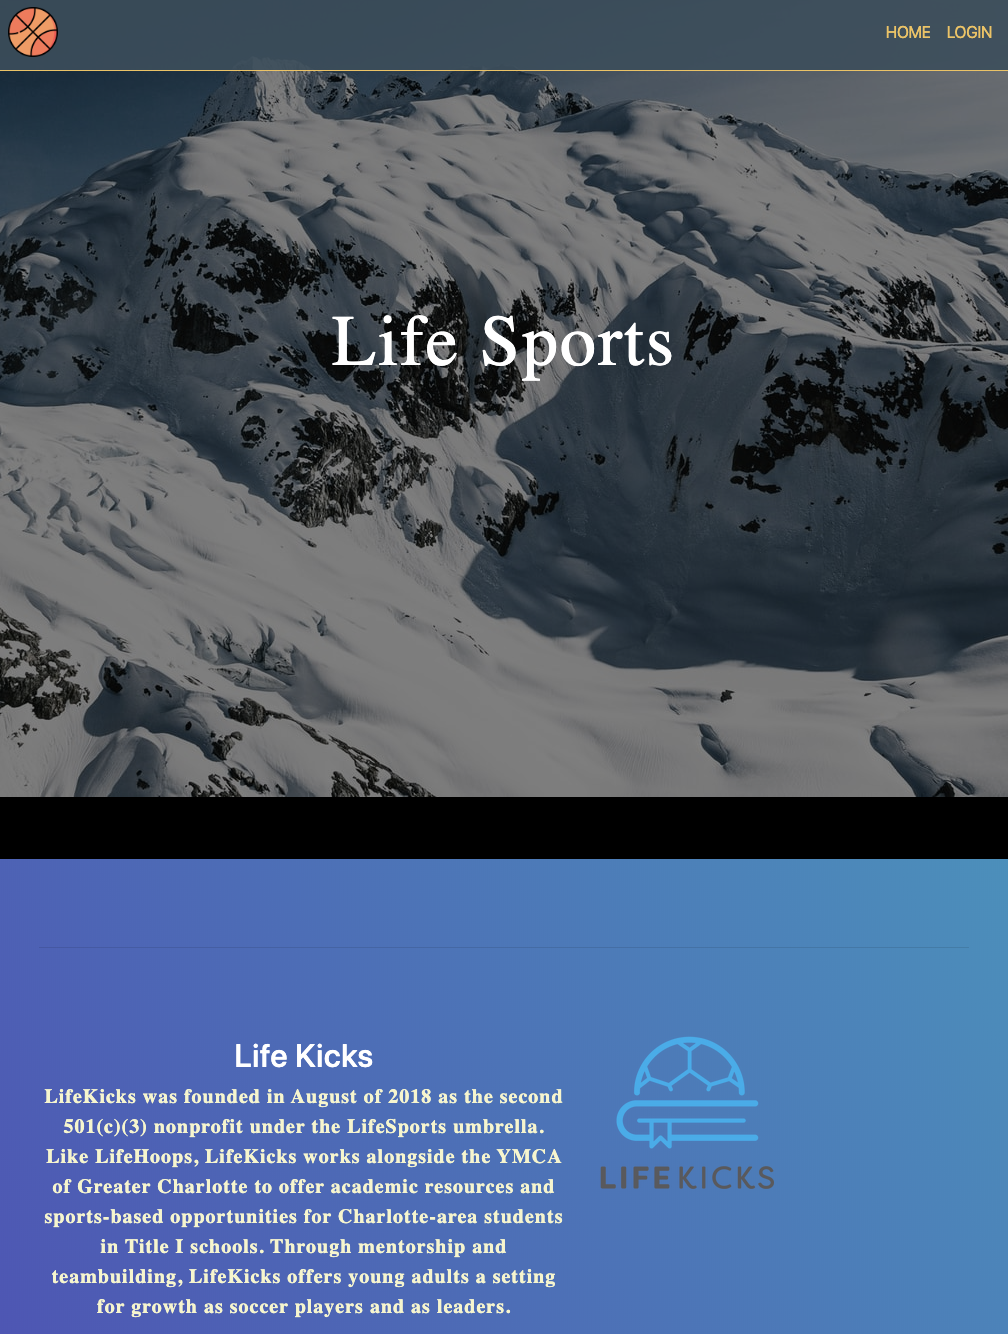 HOME LOGIN
Life Sports
Life Kicks
LifeKicks was founded in August of 2018 as the second
501(c)(3) nonprofit under the LifeSports umbrella.
Like LifeHoops, LifeKicks works alongside the YMCA
of Greater Charlotte to offer academic resources and
sports-based opportunities for Charlotte-area students
in Title I schools. Through mentorship and
teambuilding, LifeKicks offers young adults a setting
for growth as soccer players and as leaders.
LIFEKICKS